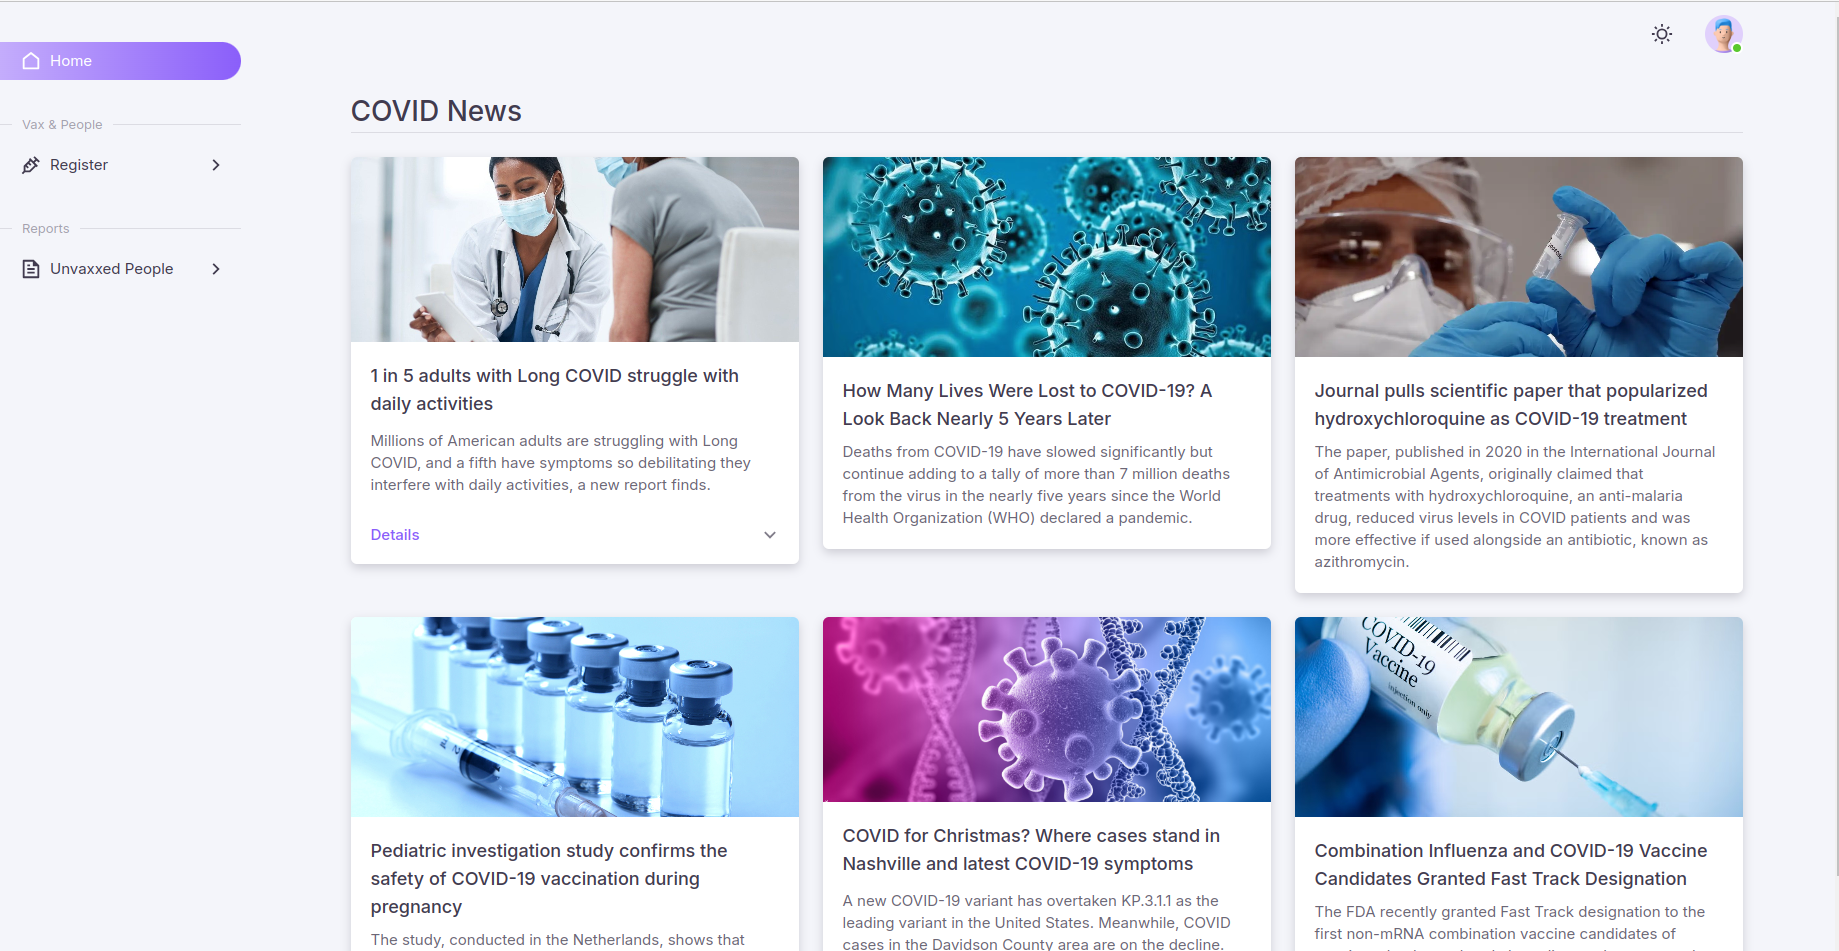 Home
Vax & People
Register
Reports
Unvaxxed People
COVID News
1 in 5 adults with Long COVID struggle with
daily activities
Millions of American adults are struggling with Long
COVID, and a fifth have symptoms so debilitating they
interfere with daily activities, a new report finds.
Details
How Many Lives Were Lost to COVID-19? A
Look Back Nearly 5 Years Later
Deaths from COVID-19 have slowed significantly but
continue adding to a tally of more than 7 million deaths
from the virus in the nearly five years since the World
Health Organization (WHO) declared a pandemic.
Journal pulls scientific paper that popularized
hydroxychloroquine as COVID-19 treatment
The paper, published in 2020 in the International Journal
of Antimicrobial Agents, originally claimed that
treatments with hydroxychloroquine, an anti-malaria
drug, reduced virus levels in COVID patients and was
more effective if used alongside an antibiotic, known as
azithromycin.
Pediatric investigation study confirms the
safety of COVID-19 vaccination during
pregnancy
The study, conducted in the Netherlands, shows that
COVID for Christmas? Where cases stand in
Nashville and latest COVID-19 symptoms
A new COVID-19 variant has overtaken KP.3.1.1 as the
leading variant in the United States. Meanwhile, COVID
cases in the Davidson County area are on the decline.
COVID-19
Vaccine
injection only
Combination Influenza and COVID-19 Vaccine
Candidates Granted Fast Track Designation
The FDA recently granted Fast Track designation to the
first non-mRNA combination vaccine candidates of